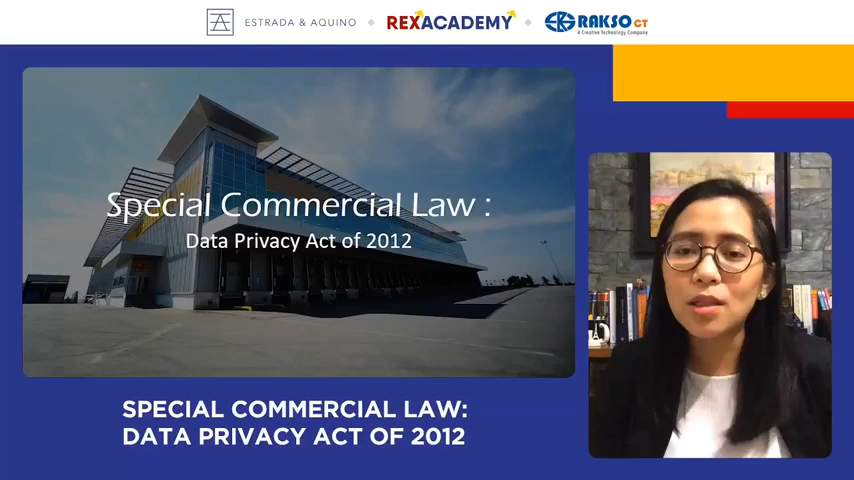 ESTRADA & AQUINO
REXACADEMY
RAKSO CT
A Creative Technology Company
Special Commercial Law :
Data Privacy Act of 2012
SPECIAL COMMERCIAL LAW:
DATA PRIVACY ACT OF 2012